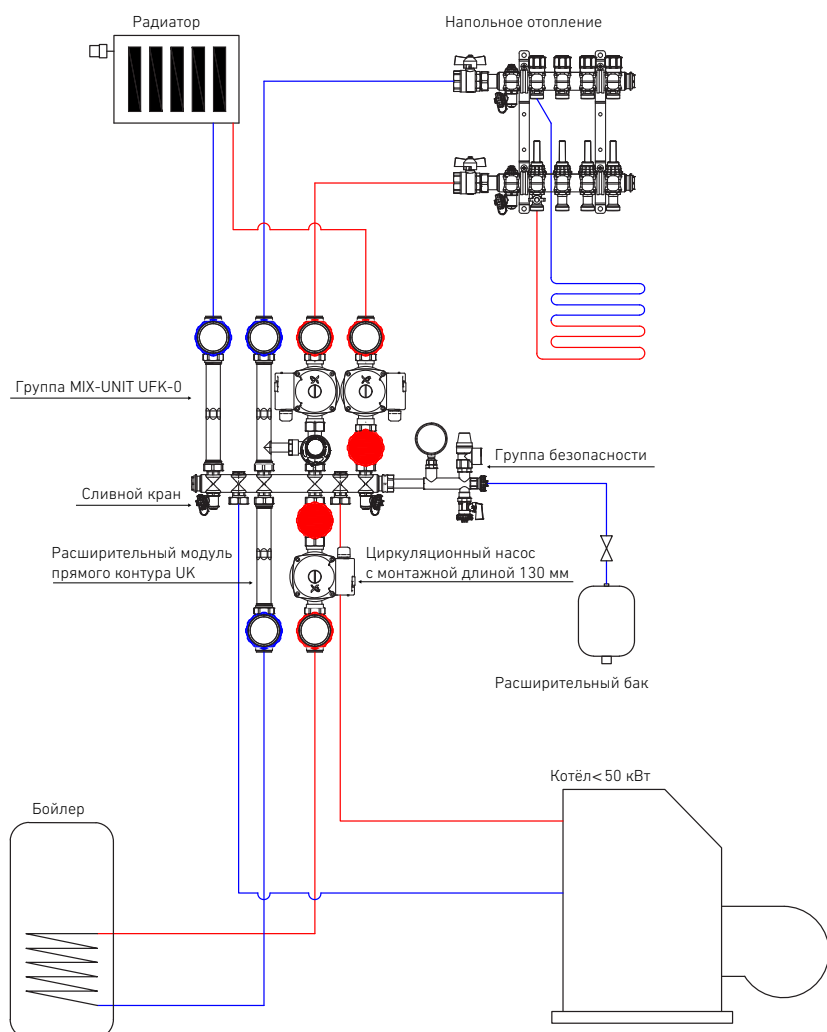 Радиатор
Напольное отопление
Группа MIX-UNIT UFK-0
Группа безопасности
Сливной кран
Расширительный модуль
прямого контура UK
Циркуляционный насос
с монтажной длиной 130 мм
Расширительный бак
Котёл< 50 кВт
Бойлер